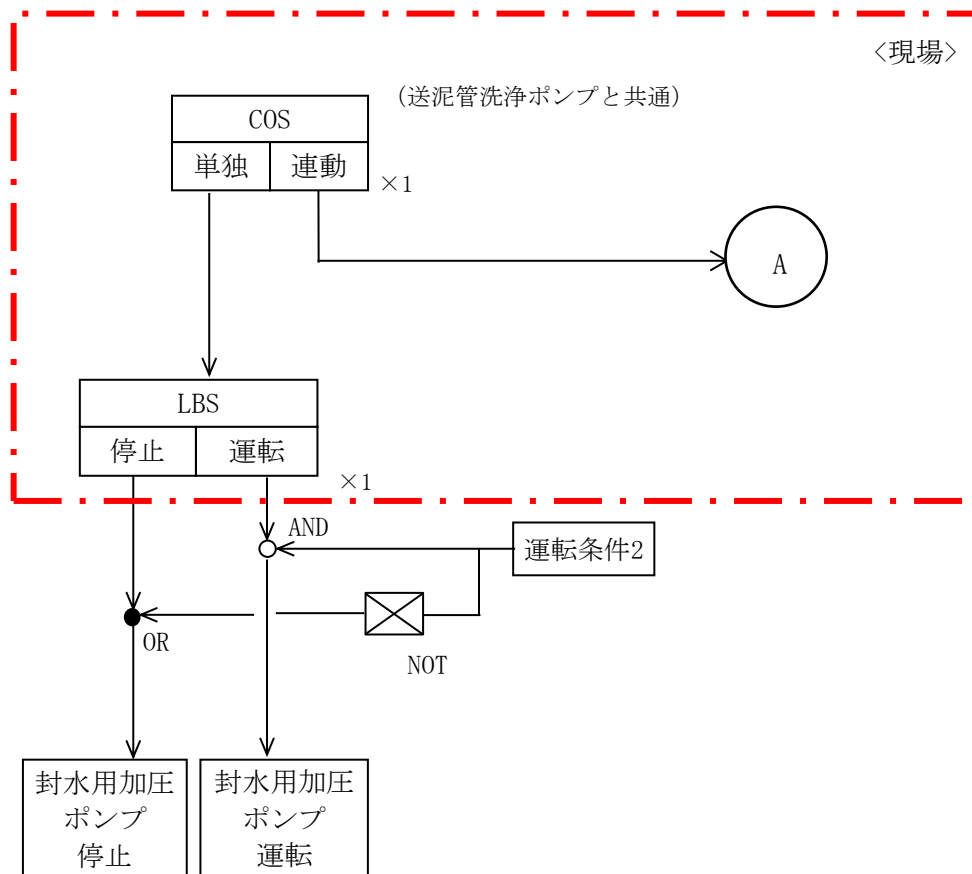 <現場>
(送泥管洗浄ポンプと共通)
COS
単独 連動
×1
A
LBS
停止 運転
×1
AND
運転条件2
OR
NOT
封水用加圧
ポンプ
停止
封水用加圧
ポンプ
運転